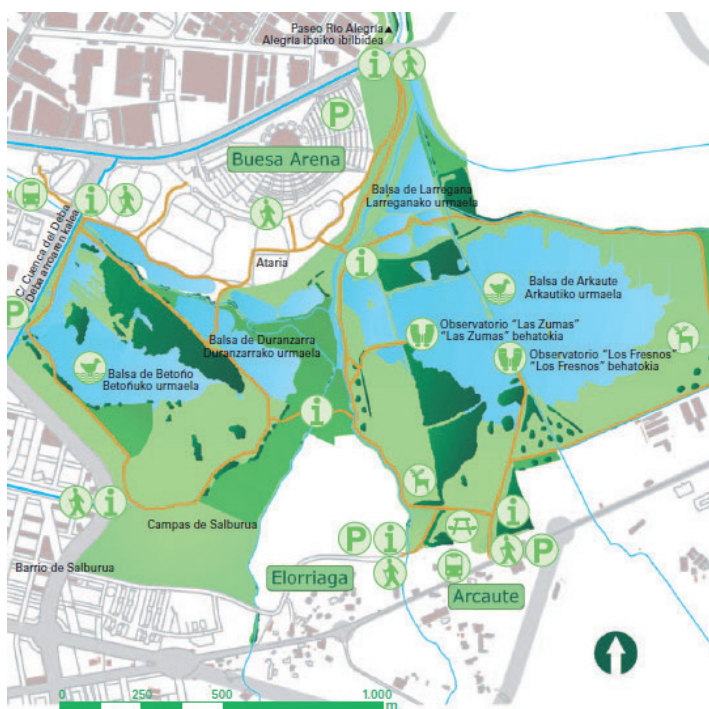 Paseo Río Alegría▲
Alegría ibaiko ibilbidea
i
P
Buesa Arena
i
Balsa de Larregana
Larreganako urmaela
C/ Cuenca del Deba
Deba arroaren kalea
Ataria
i
Balsa de Arkaute
Arkautiko urmaela
P
Observatorio "Las Zumas"
"Las Zumas" behatokia
Balsa de Duranzarra
Duranzarrako urmaela
Observatorio "Los Fresnos"
"Los Fresnos" behatokia
Balsa de Betoño
Betoñuko urmaela
i
i
i
Campas de Salburua
P i
P
Barrio de Salburua
Elorriaga
Arcaute
0 250 500 1.000
m